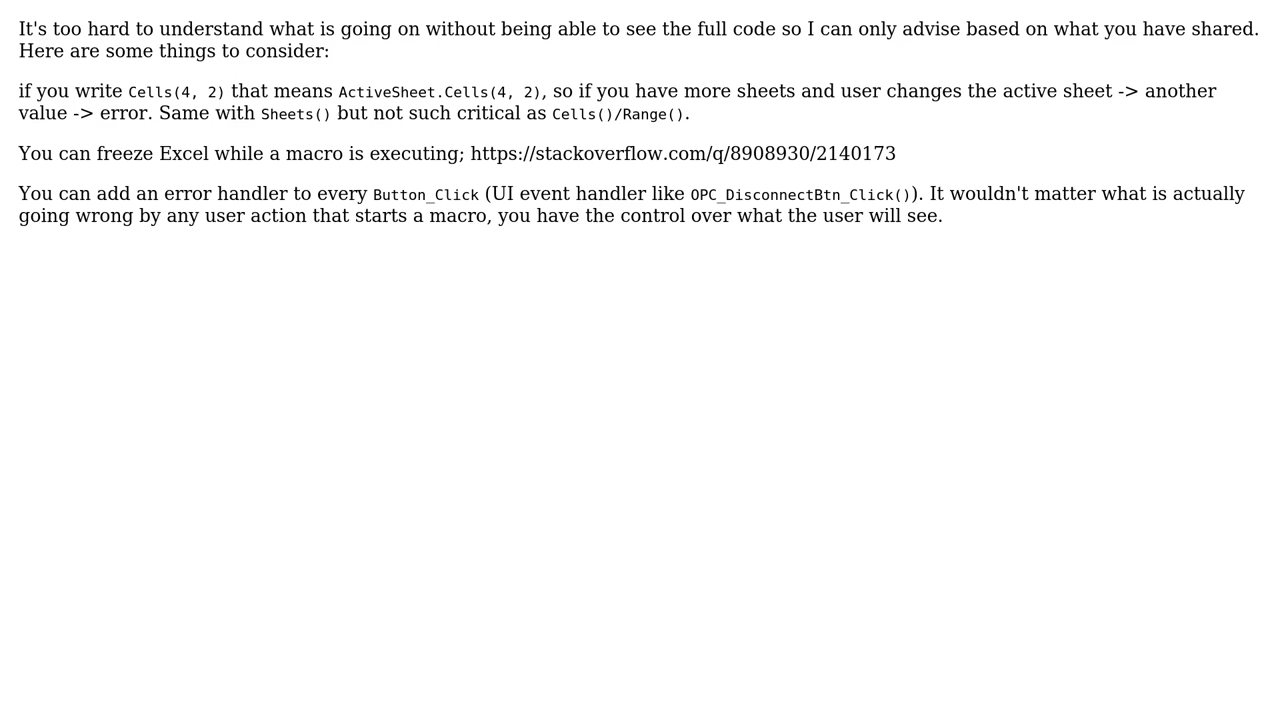 It's too hard to understand what is going on without being able to see the full code so I can only advise based on what you have shared.
Here are some things to consider:
if you write Cells(4, 2) that means ActiveSheet.Cells(4, 2), so if you have more sheets and user changes the active sheet -> another
value -> error. Same with Sheets() but not such critical as Cells()/Range().
You can freeze Excel while a macro is executing; https://stackoverflow.com/q/8908930/2140173
You can add an error handler to every Button_Click (UI event handler like OPC_DisconnectBtn_Click()). It wouldn't matter what is actually
going wrong by any user action that starts a macro, you have the control over what the user will see.